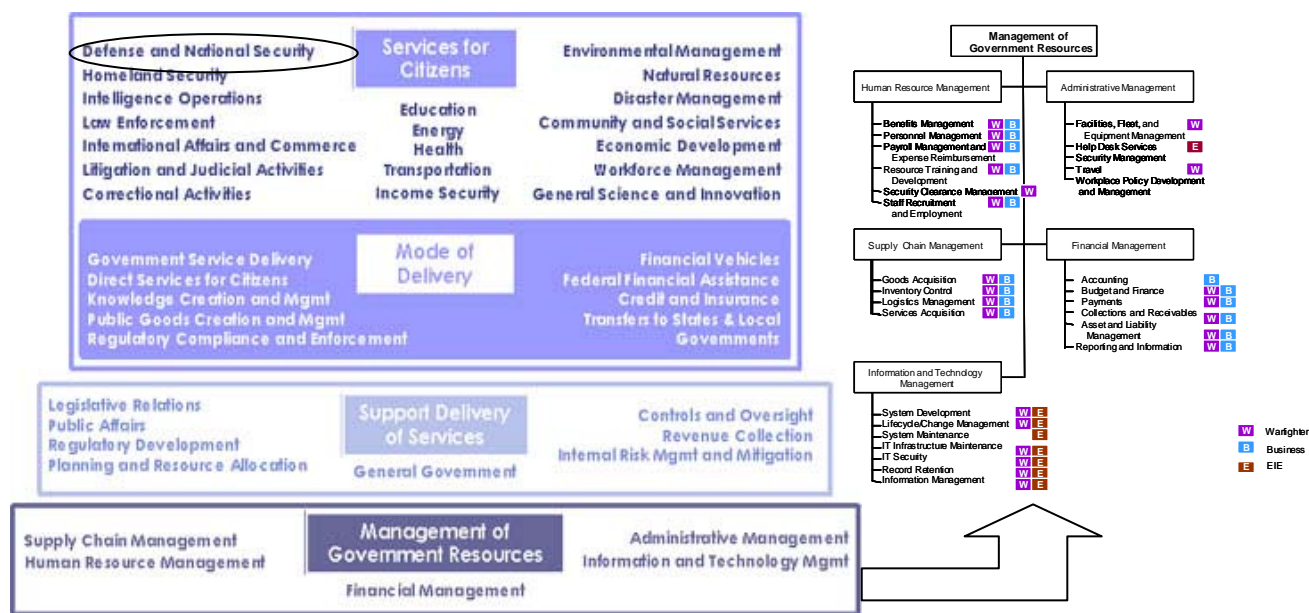 Defense and National Security
Homeland Security
Intelligence Operations
Law Enforcement
International Affairs and Commerce
Litigation and Judicial Activities
Correctional Activities
Services for
Citizens
Education
Energy
Health
Transportation
Income Security
Environmental Management
Natural Resources
Disaster Management
Community and Social Services
Economic Development
Workforce Management
General Science and Innovation
Government Service Delivery
Direct Services for Citizens
Knowledge Creation and Mgmt
Public Goods Creation and Mgmt
Regulatory Compliance and Enforcement
Mode of
Delivery
Financial Vehicles
Federal Financial Assistance
Credit and Insurance
Transfers to States & Local
Governments
Legislative Relations
Public Affairs
Regulatory Development
Planning and Resource Allocation
Support Delivery
of Services
General Government
Controls and Oversight
Revenue Collection
Internal Risk Mgmt and Mitigation
Supply Chain Management
Human Resource Management
Management of
Government Resources
Financial Management
Administrative Management
Information and Technology Mgmt
Management of
Government Resources
Human Resource Management
Benefits Management W B
Personnel Management W B
Payroll Management and W B
Expense Reimbursement
Resource Training and W B
Development
Security Clearance Management W
Staff Recruitment W B
and Employment
Administrative Management
Facilities, Fleet, and W
Equipment Management
Help Desk Services E
Security Management
Travel W
Workplace Policy Development
and Management
Supply Chain Management
Goods Acquisition W B
Inventory Control W B
Logistics Management W B
Services Acquisition W B
Financial Management
Accounting B
Budget and Finance W B
Payments W B
Collections and Receivables W B
Asset and Liability
Management W B
Reporting and Information W B
Information and Technology
Management
System Development W E
Lifecycle/Change Management W E
System Maintenance E
IT Infrastructure Maintenance W E
IT Security W E
Record Retention W E
Information Management W E
W Warfighter
B Business
E EIE